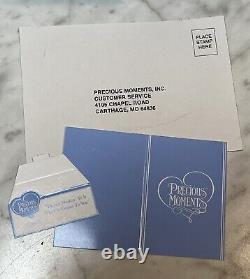 PLACE
STAMP
HERE
PRECIOUS MOMENTS, INC.
CUSTOMER SERVICE
4105 CHAPEL ROAD
CARTHAGE, MO 64836
PRECIOUS
MOMENTS
PRECIOUS
MOMENTS